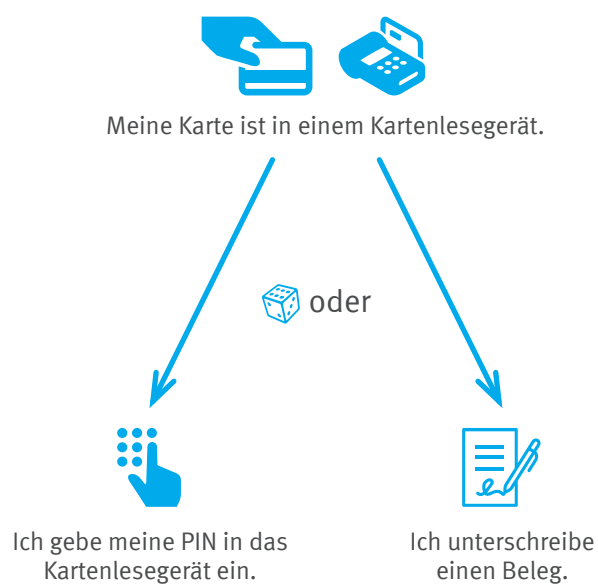 Meine Karte ist in einem Kartenlesegerät.
oder
Ich gebe meine PIN in das
Kartenlesegerät ein.
Ich unterschreibe
einen Beleg.